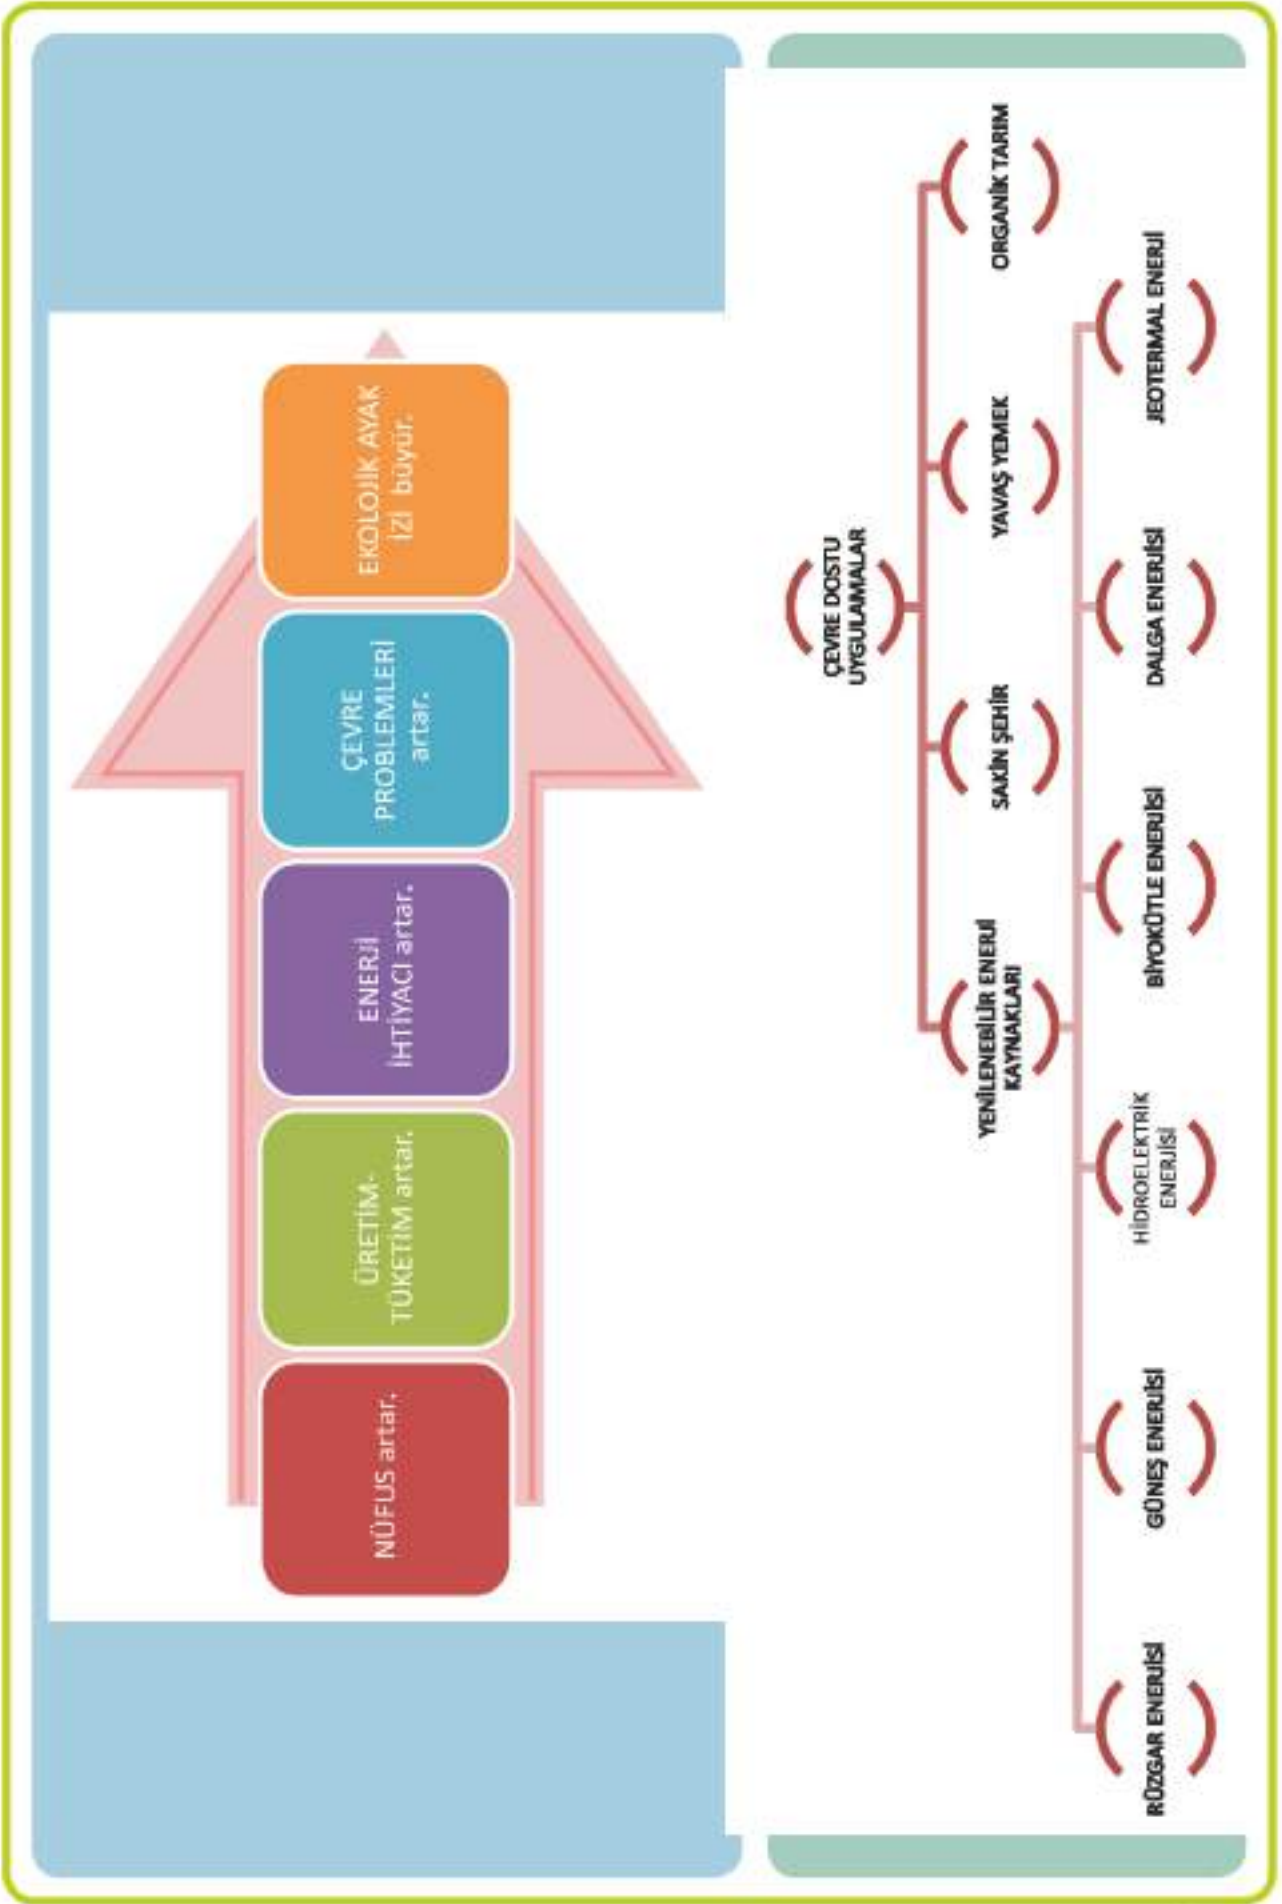 NÜFUS artar.
ÜRETİM-
TÜKETİM artar.
ENERJİ
İHTİYACI artar.
ÇEVRE
PROBLEMLERİ
artar.
EKOLOJİK AYAK
İZİ büyür.
ÇEVRE DOSTU
UYGULAMALAR
YENİLENEBİLİR ENERJİ
KAYNAKLARI
SAKİN ŞEHİR
YAVAŞ YEMEK
ORGANİK TARIM
RÜZGAR ENERJİSİ
GÜNEŞ ENERJİSİ
HİDROELEKTRİK
ENERJİSİ
BİYOKÜTLE ENERJİSİ
DALGA ENERJİSİ
JEOTERMAL ENERJİ